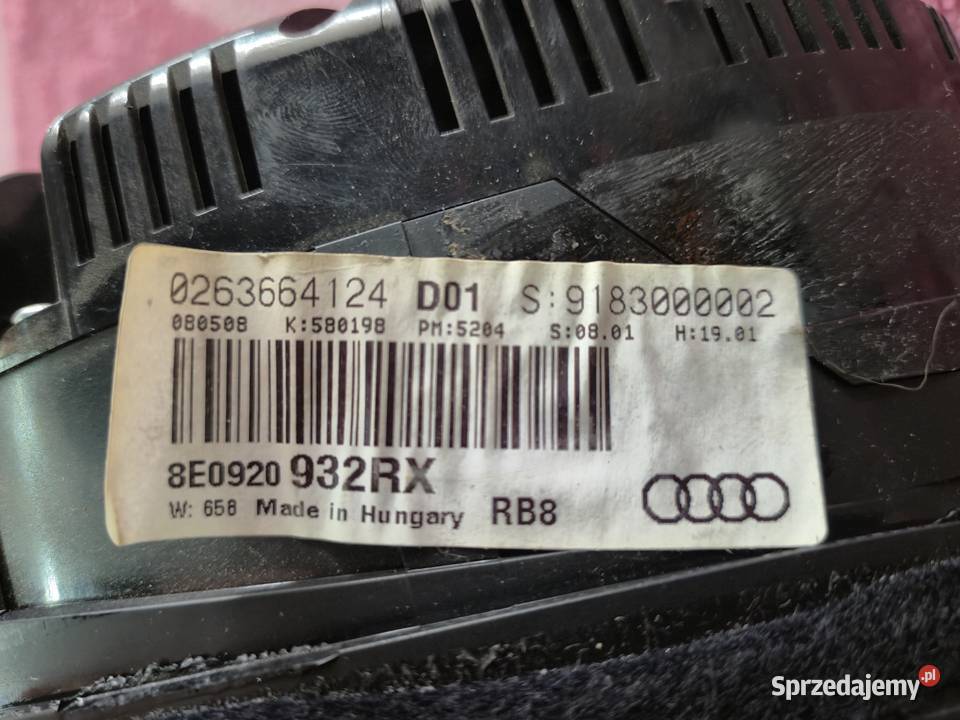 0263664124 D01 S:9183000002
080508 K:580198 PM:5204 S:08.01 H:19.01
8E0920 932RX
W: 658 Made in Hungary RB8
Sprzedajemy.pl